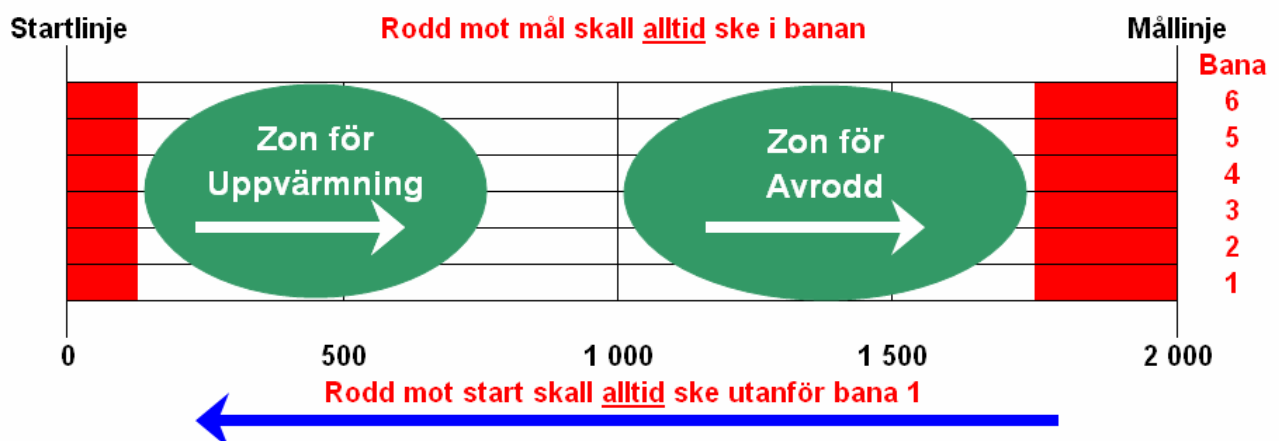 Startlinje
Rodd mot mål skall alltid ske i banan
Mållinje
Bana
6
5
4
3
2
1
Zon för
Uppvärmning
Zon för
Avrodd
0 500 1 000 1 500 2 000
Rodd mot start skall alltid ske utanför bana 1